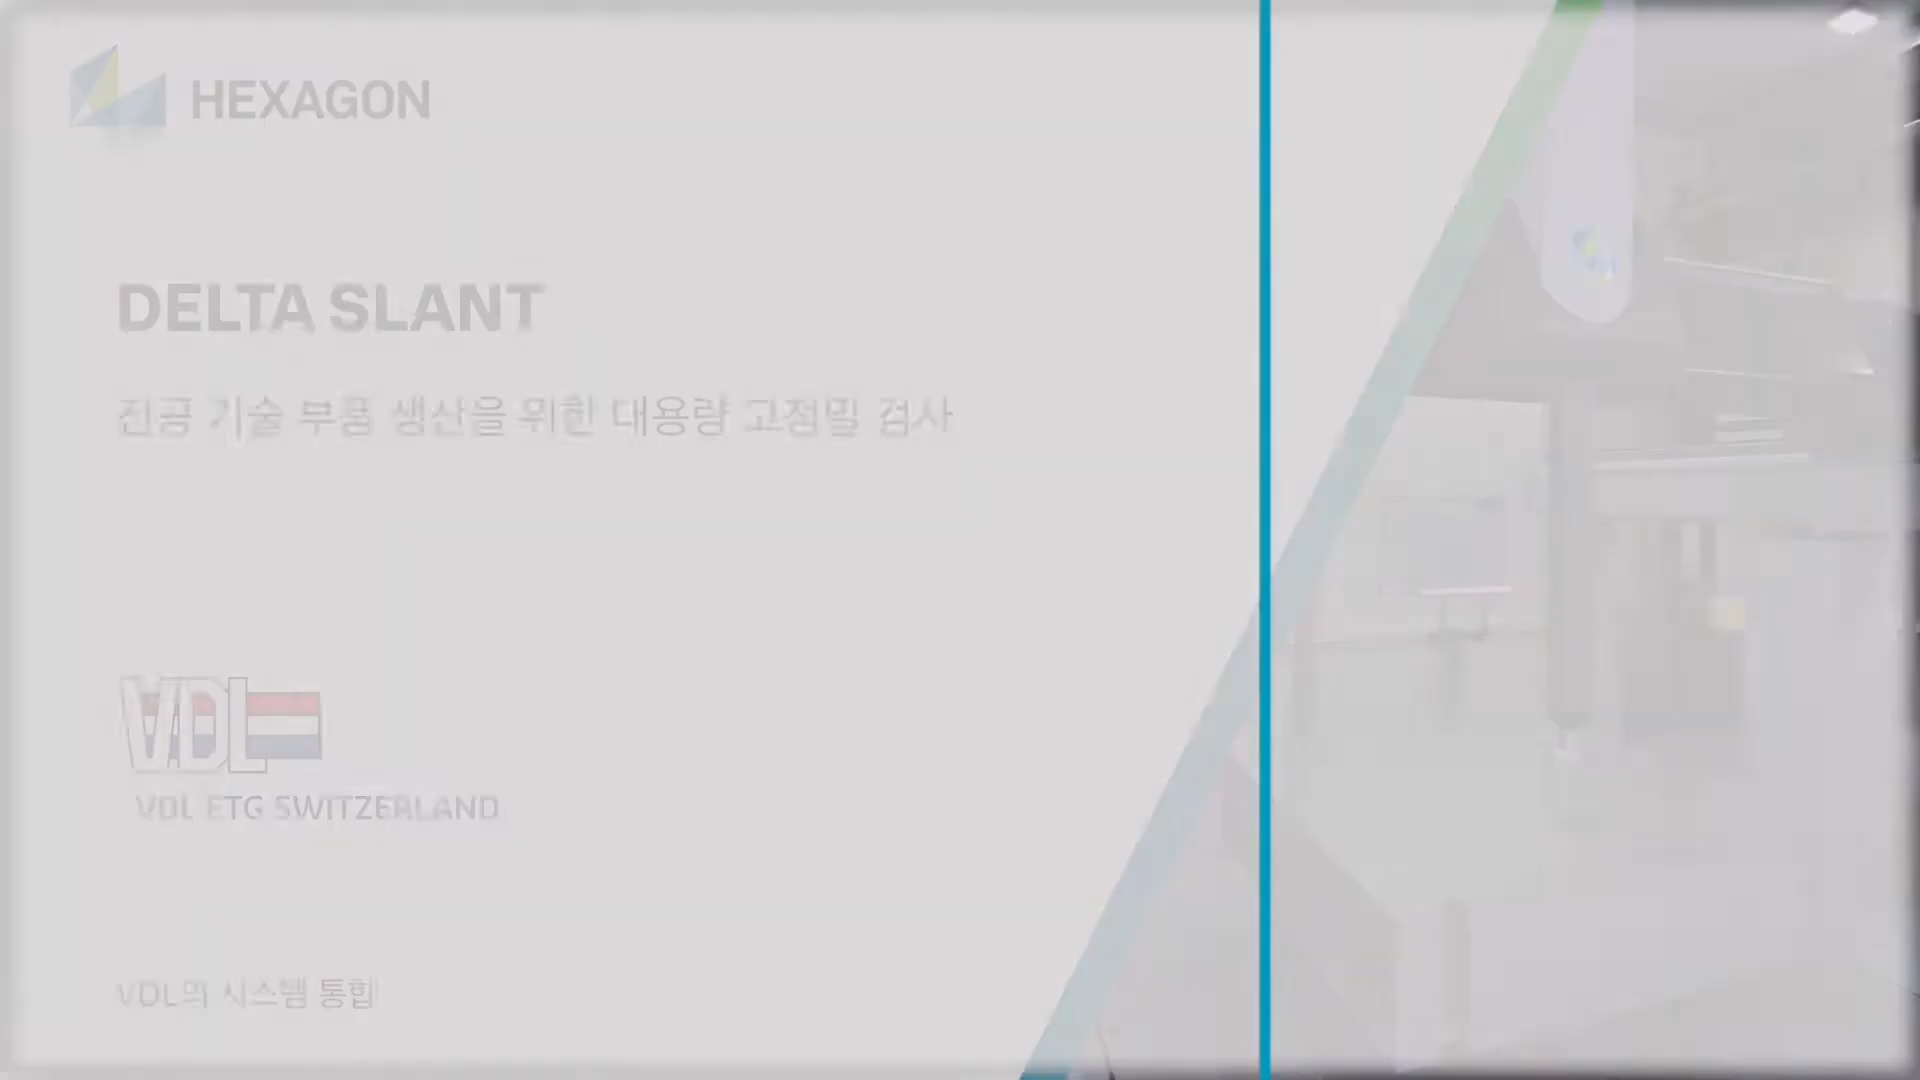 HEXAGON
DELTA SLANT
진공 기술 부품 생산을 위한 대용량 고정밀 검사
VDL
VDL ETG SWITZERLAND
VDL의 시스템 통합